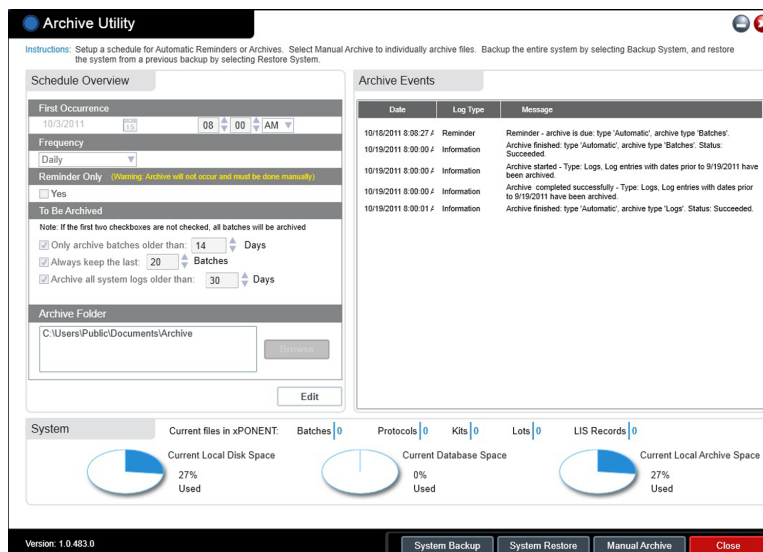 Archive Utility
Instructions: Setup a schedule for Automatic Reminders or Archives. Select Manual Archive to individually archive files. Backup the entire system by selecting Backup System, and restore
the system from a previous backup by selecting Restore System.
Schedule Overview
First Occurrence
10/3/2011 15 08 00 AM
Frequency
Daily
Reminder Only (Warning: Archive will not occur and must be done manually)
Yes
To Be Archived
Note: If the first two checkboxes are not checked, all batches will be archived
Only archive batches older than: 14 Days
Always keep the last: 20 Batches
Archive all system logs older than: 30 Days
Archive Folder
C:\Users\Public\Documents\Archive
Browse
Edit
Archive Events
Date Log Type Message
10/18/2011 8:08:27 A Reminder Reminder - archive is due: type 'Automatic', archive type 'Batches'.
10/19/2011 8:00:00 A Information Archive finished: type 'Automatic', archive type 'Batches'. Status:
Succeeded.
10/19/2011 8:00:00 A Information Archive started - Type: Logs, Log entries with dates prior to 9/19/2011 have
been archived.
10/19/2011 8:00:00 A Information Archive completed successfully - Type: Logs, Log entries with dates prior
to 9/19/2011 have been archived.
10/19/2011 8:00:01 A Information Archive finished: type 'Automatic', archive type 'Logs'. Status: Succeeded.
System
Current files in xPONENT: Batches 0 Protocols 0 Kits 0 Lots 0 LIS Records 0
Current Local Disk Space
27%
Used
Current Database Space
0%
Used
Current Local Archive Space
27%
Used
Version: 1.0.483.0
System Backup System Restore Manual Archive Close